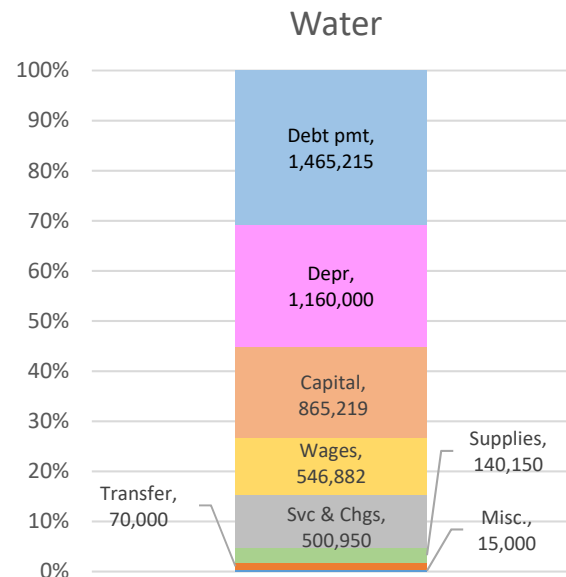 Water
100%
90%
80%
70%
60%
50%
40%
30%
20%
10%
0%
Debt pmt,
1,465,215
Depr,
1,160,000
Capital,
865,219
Wages,
546,882
Supplies,
140,150
Transfer,
70,000
Svc & Chgs,
500,950
Misc.,
15,000